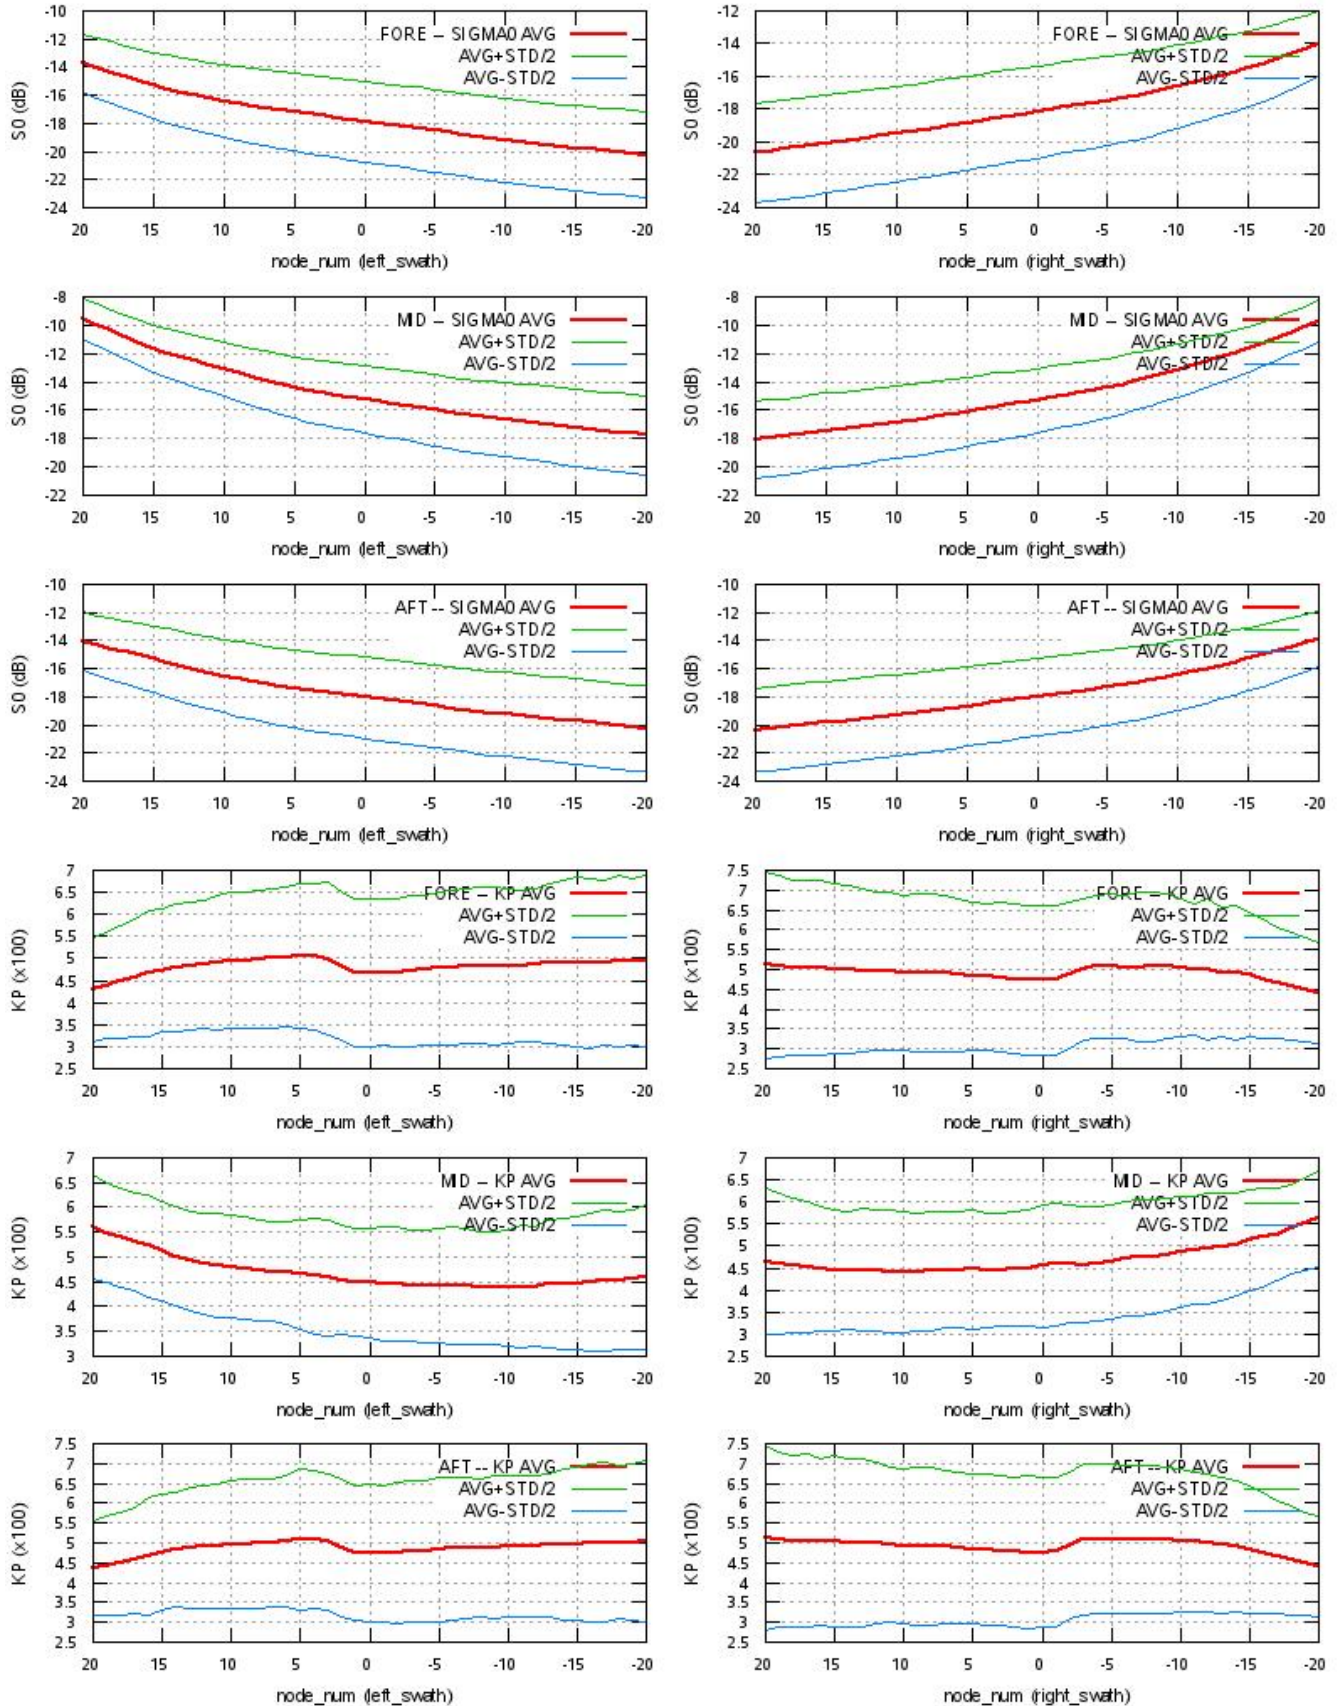 -10
-12
-14
-16
-18
-20
-22
-24
S0 (dB)
FORE -- SIGMA0 AVG
AVG+STD/2
AVG-STD/2
20 15 10 5 0 -5 -10 -15 -20
node_num (left_swath)
-12
-14
-16
-18
-20
-22
-24
S0 (dB)
FORE -- SIGMA0 AVG
AVG+STD/2
AVG-STD/2
20 15 10 5 0 -5 -10 -15 -20
node_num (right_swath)
-8
-10
-12
-14
-16
-18
-20
-22
S0 (dB)
MID -- SIGMA0 AVG
AVG+STD/2
AVG-STD/2
20 15 10 5 0 -5 -10 -15 -20
node_num (left_swath)
-8
-10
-12
-14
-16
-18
-20
-22
S0 (dB)
MID -- SIGMA0 AVG
AVG+STD/2
AVG-STD/2
20 15 10 5 0 -5 -10 -15 -20
node_num (right_swath)
-10
-12
-14
-16
-18
-20
-22
-24
S0 (dB)
AFT -- SIGMA0 AVG
AVG+STD/2
AVG-STD/2
20 15 10 5 0 -5 -10 -15 -20
node_num (left_swath)
-10
-12
-14
-16
-18
-20
-22
-24
S0 (dB)
AFT -- SIGMA0 AVG
AVG+STD/2
AVG-STD/2
20 15 10 5 0 -5 -10 -15 -20
node_num (right_swath)
7
6.5
6
5.5
5
4.5
4
3.5
3
2.5
KP (x100)
FORE -- KP AVG
AVG+STD/2
AVG-STD/2
20 15 10 5 0 -5 -10 -15 -20
node_num (left_swath)
7.5
7
6.5
6
5.5
5
4.5
4
3.5
3
2.5
KP (x100)
FORE -- KP AVG
AVG+STD/2
AVG-STD/2
20 15 10 5 0 -5 -10 -15 -20
node_num (right_swath)
7
6.5
6
5.5
5
4.5
4
3.5
3
KP (x100)
MID -- KP AVG
AVG+STD/2
AVG-STD/2
20 15 10 5 0 -5 -10 -15 -20
node_num (left_swath)
7
6.5
6
5.5
5
4.5
4
3.5
3
2.5
KP (x100)
MID -- KP AVG
AVG+STD/2
AVG-STD/2
20 15 10 5 0 -5 -10 -15 -20
node_num (right_swath)
7.5
7
6.5
6
5.5
5
4.5
4
3.5
3
2.5
KP (x100)
AFT -- KP AVG
AVG+STD/2
AVG-STD/2
20 15 10 5 0 -5 -10 -15 -20
node_num (left_swath)
7.5
7
6.5
6
5.5
5
4.5
4
3.5
3
2.5
KP (x100)
AFT -- KP AVG
AVG+STD/2
AVG-STD/2
20 15 10 5 0 -5 -10 -15 -20
node_num (right_swath)